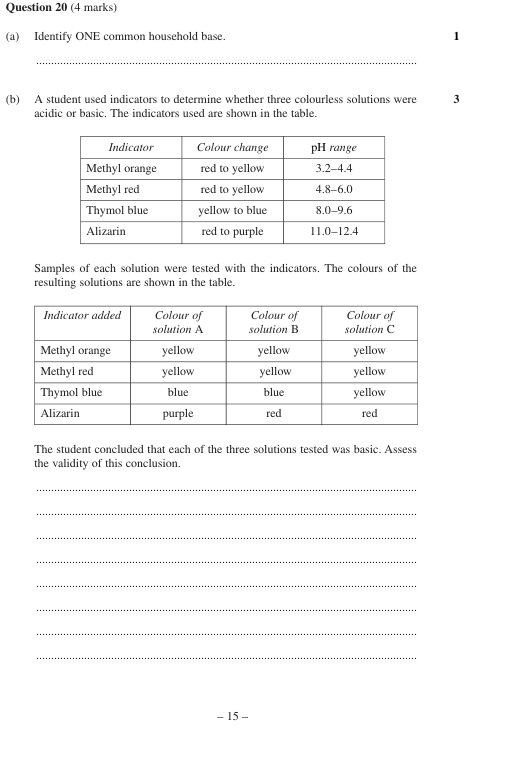 Question 20 (4 marks)
(a) Identify ONE common household base. 1
(b) A student used indicators to determine whether three colourless solutions were 3
acidic or basic. The indicators used are shown in the table.
Indicator Colour change pH range
Methyl orange red to yellow 3.2–4.4
Methyl red red to yellow 4.8–6.0
Thymol blue yellow to blue 8.0–9.6
Alizarin red to purple 11.0–12.4
Samples of each solution were tested with the indicators. The colours of the
resulting solutions are shown in the table.
Indicator added Colour of solution A Colour of solution B Colour of solution C
Methyl orange yellow yellow yellow
Methyl red yellow yellow yellow
Thymol blue blue blue yellow
Alizarin purple red red
The student concluded that each of the three solutions tested was basic. Assess
the validity of this conclusion.
– 15 –